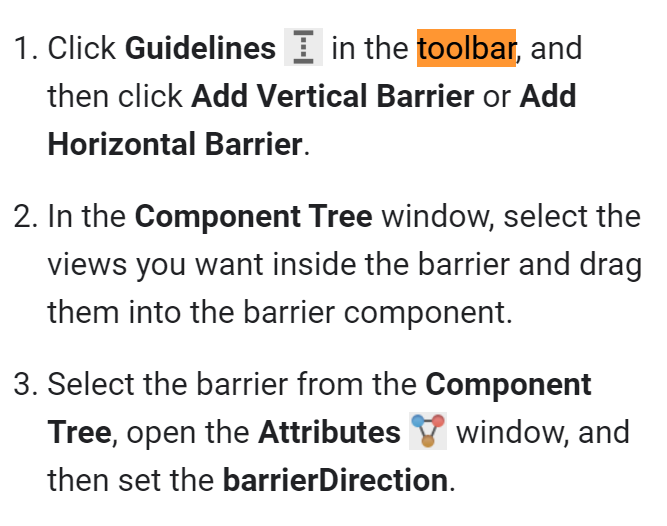 1. Click Guidelines in the toolbar, and
then click Add Vertical Barrier or Add
Horizontal Barrier.
2. In the Component Tree window, select the
views you want inside the barrier and drag
them into the barrier component.
3. Select the barrier from the Component
Tree, open the Attributes window, and
then set the barrierDirection.